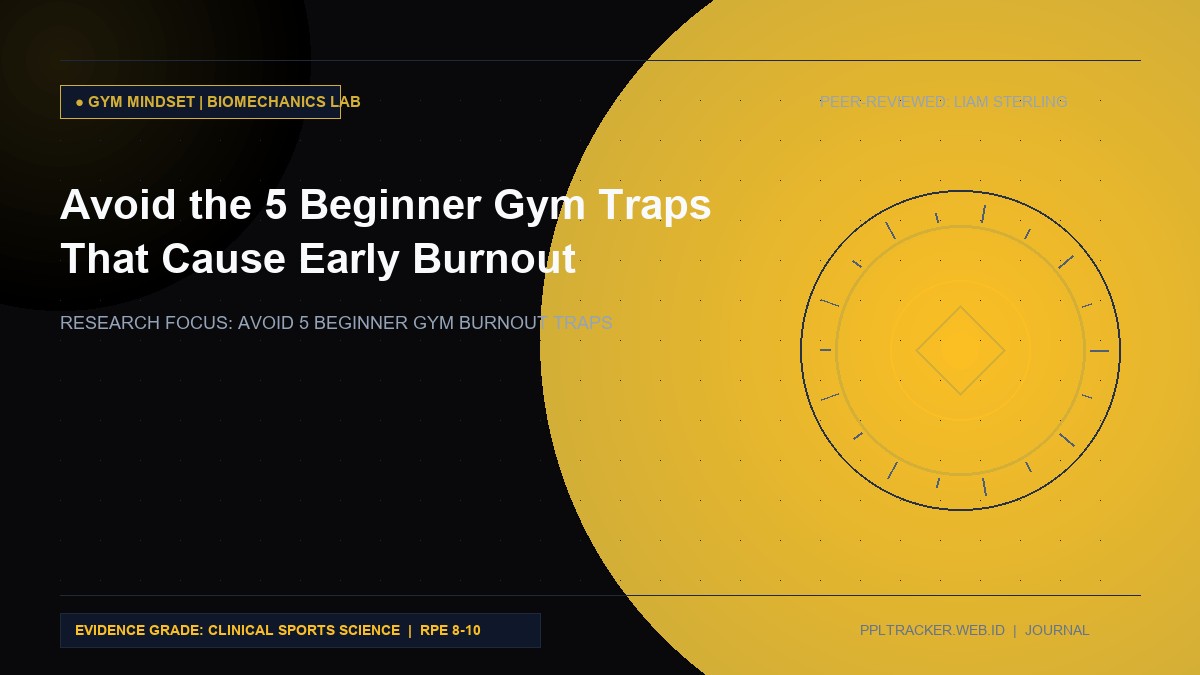 ● GYM MINDSET | BIOMECHANICS LAB
PEER-REVIEWED: LIAM STERLING
Avoid the 5 Beginner Gym Traps
That Cause Early Burnout
RESEARCH FOCUS: AVOID 5 BEGINNER GYM BURNOUT TRAPS
EVIDENCE GRADE: CLINICAL SPORTS SCIENCE | RPE 8-10
PPLTRACKER.WEB.ID | JOURNAL